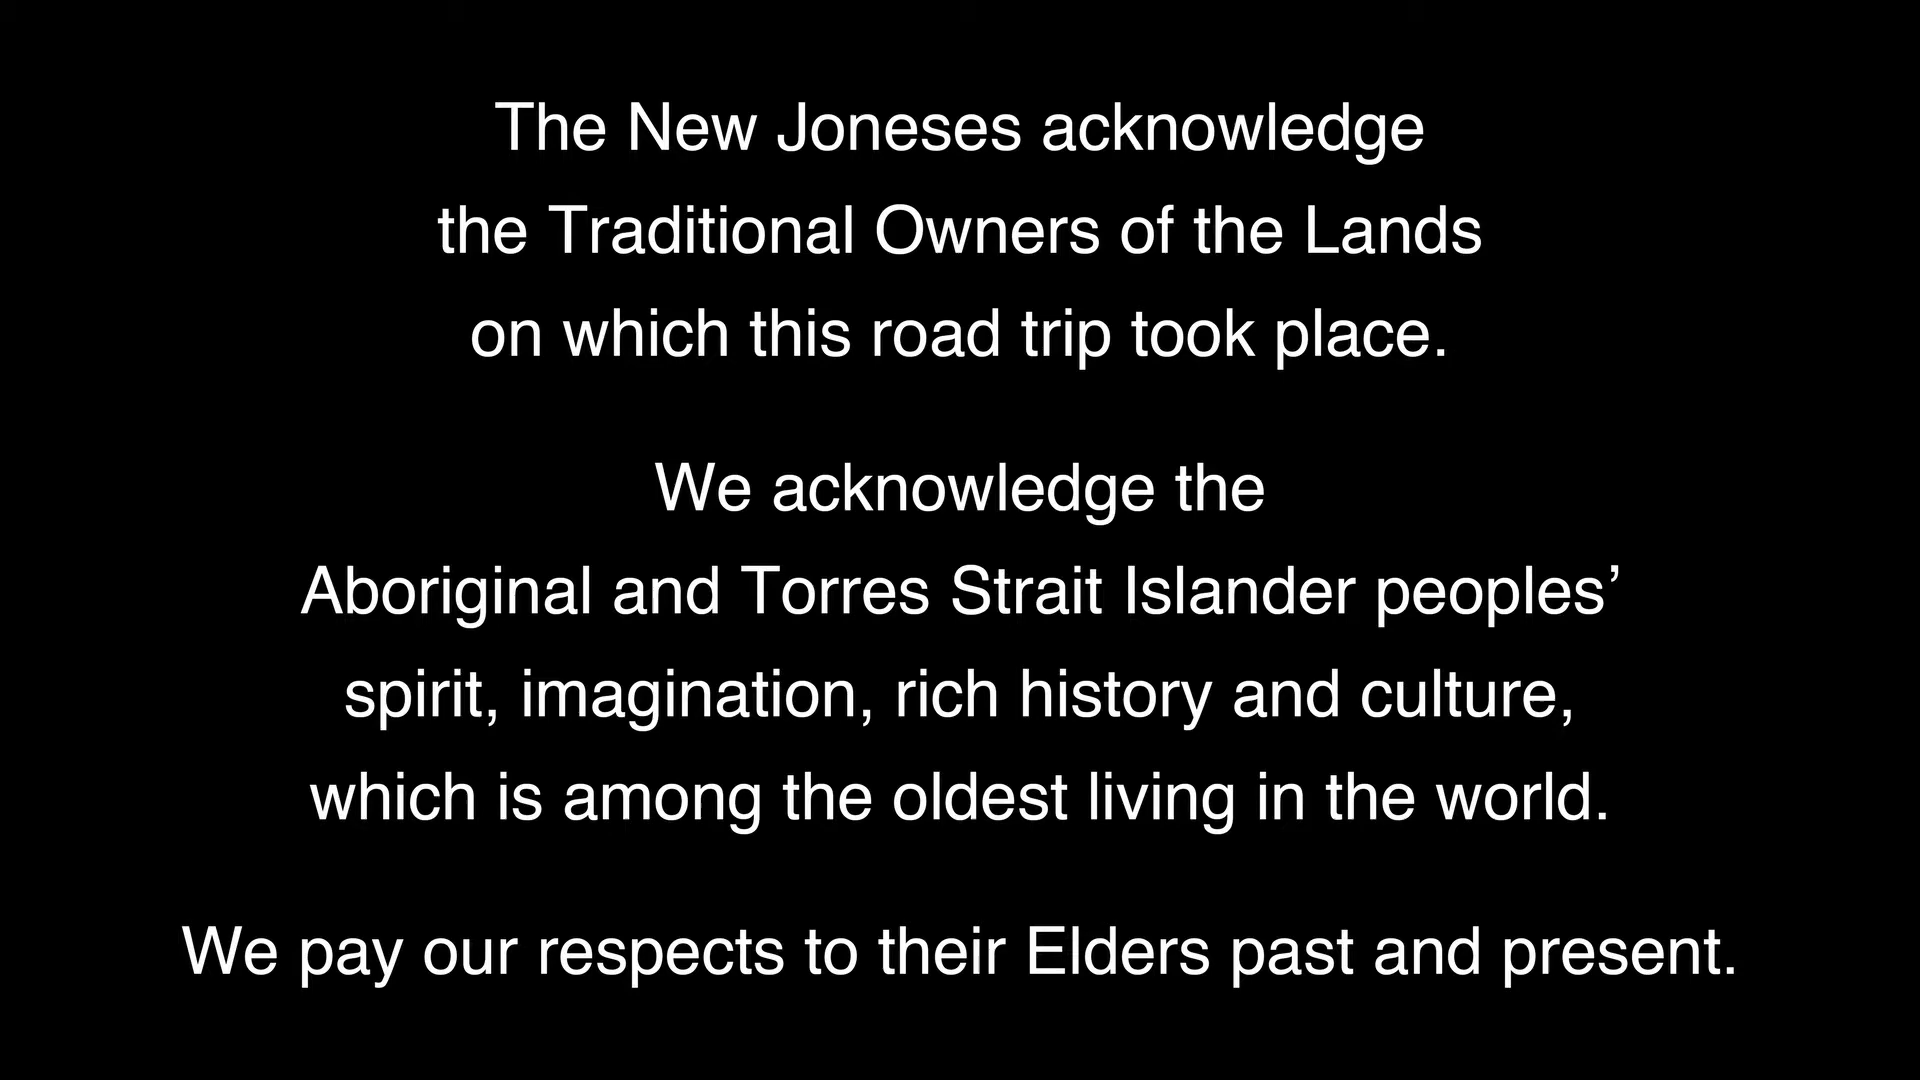 The New Joneses acknowledge
the Traditional Owners of the Lands
on which this road trip took place.
We acknowledge the
Aboriginal and Torres Strait Islander peoples’
spirit, imagination, rich history and culture,
which is among the oldest living in the world.
We pay our respects to their Elders past and present.